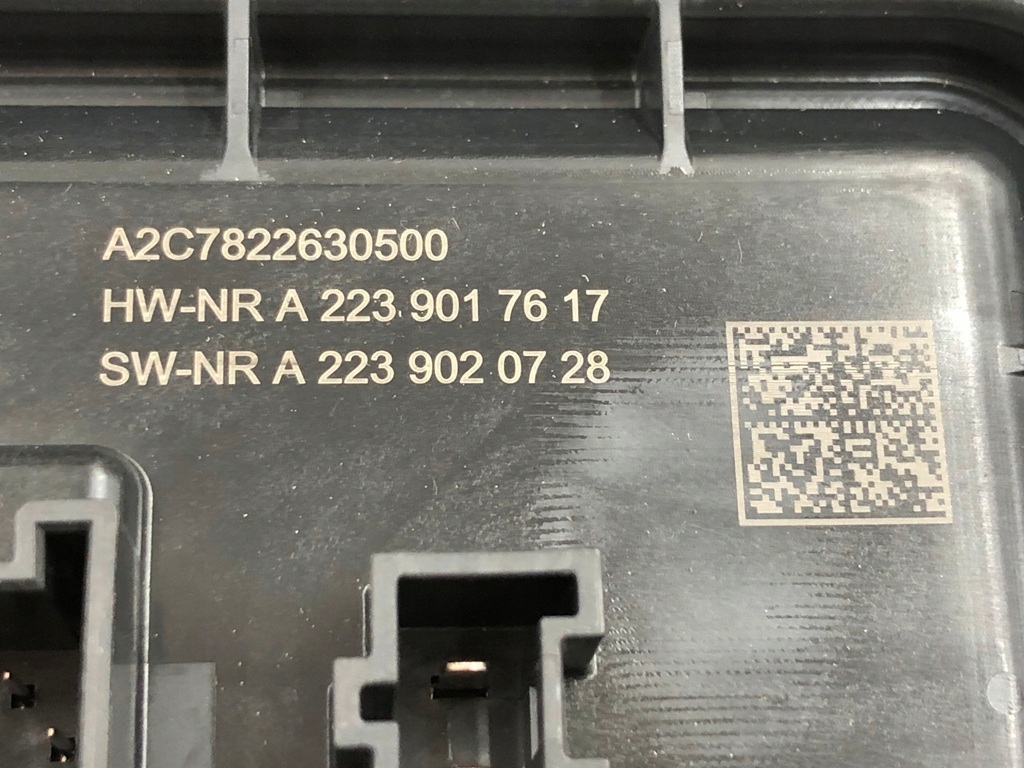 A2C7822630500
HW-NR A 223 901 76 17
SW-NR A 223 902 07 28